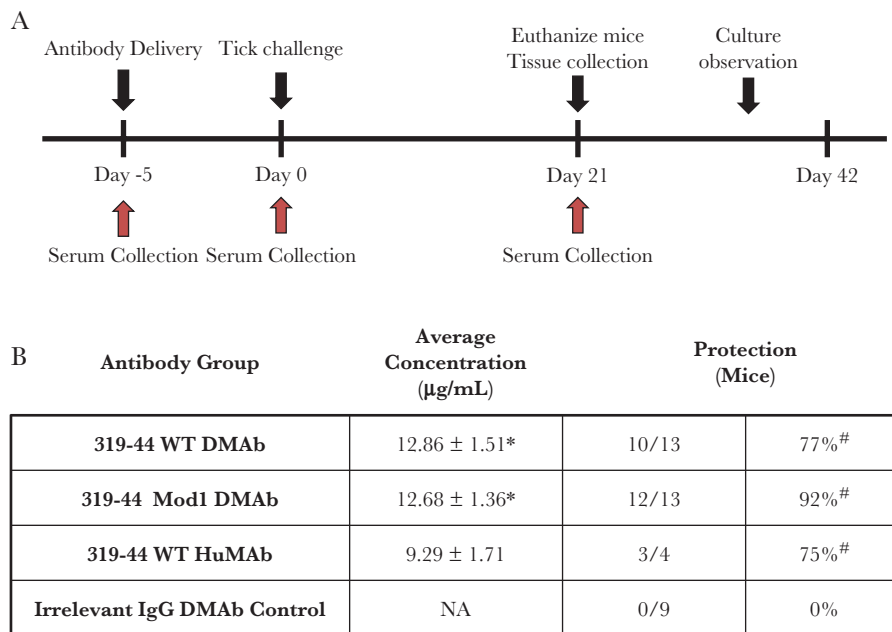 A
Antibody Delivery Tick challenge Euthanize mice Culture
Tissue collection observation
Day -5 Day 0 Day 21 Day 42
Serum Collection Serum Collection Serum Collection
B
Antibody Group Average Concentration (µg/mL) Protection (Mice)
319-44 WT DMAb 12.86 ± 1.51* 10/13 77%#
319-44 Mod1 DMAb 12.68 ± 1.36* 12/13 92%#
319-44 WT HuMAb 9.29 ± 1.71 3/4 75%#
Irrelevant IgG DMAb Control NA 0/9 0%